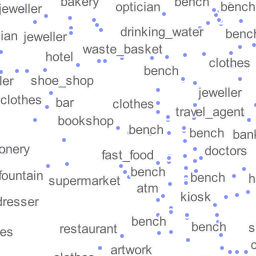 jeweller
bakery
optician
bench
bench
ian
jeweller
drinking_water
bench
waste_basket
hotel
bench
clothes
ler
shoe_shop
jeweller
clothes
bar
clothes
travel_agent
bookshop
bench
bench
bank
onery
fast_food
doctors
fountain
supermarket
bench
bench
h
atm
dresser
kiosk
bench
es
restaurant
bench
s
artwork
clothes
c